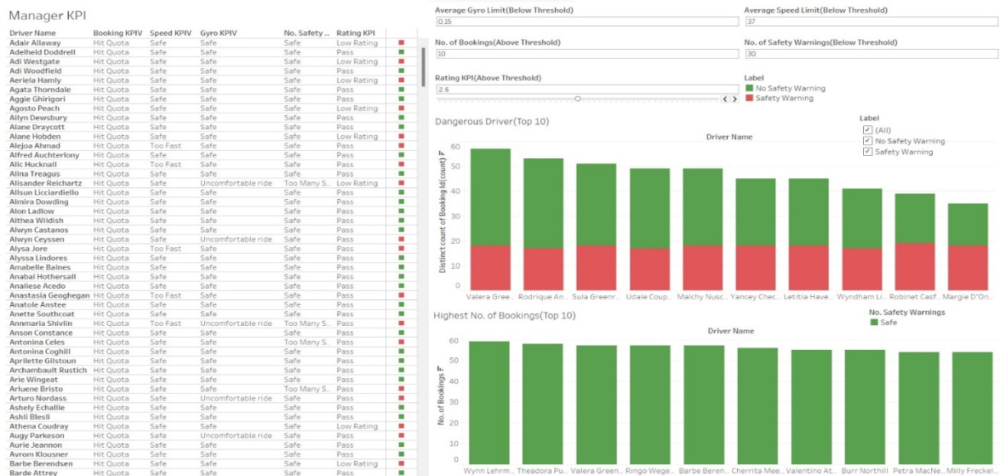 Manager KPI
Driver Name Booking KPIV Speed KPIV Gyro KPIV No. Safety .. Rating KPI
Adair Allaway Hit Quota Safe Safe Safe Low Rating
Adelheid Doddrell Hit Quota Safe Safe Safe Pass
Adi Westgate Hit Quota Safe Safe Safe Low Rating
Adi Woodfield Hit Quota Safe Safe Safe Pass
Aeriela Hamly Hit Quota Safe Safe Safe Low Rating
Agata Thorndale Hit Quota Safe Safe Safe Pass
Aggie Ghirigori Hit Quota Safe Safe Safe Pass
Agosto Peach Hit Quota Safe Safe Safe Low Rating
Ailyn Dewsbury Hit Quota Safe Safe Safe Pass
Alane Draycott Hit Quota Safe Safe Safe Pass
Alane Hobden Hit Quota Safe Safe Safe Low Rating
Alejoa Ahmad Hit Quota Too Fast Safe Safe Pass
Alfred Auchterlony Hit Quota Safe Safe Safe Pass
Alic Hucknall Hit Quota Too Fast Safe Safe Pass
Alina Treagus Hit Quota Safe Safe Safe Pass
Alisander Reichartz Hit Quota Safe Uncomfortable ride Too Many S.. Low Rating
Allsun Licciardiello Hit Quota Safe Safe Safe Pass
Almira Dowding Hit Quota Safe Safe Safe Pass
Alon Ladlow Hit Quota Safe Safe Safe Pass
Althea Wildish Hit Quota Safe Safe Safe Pass
Alwyn Castanos Hit Quota Safe Safe Safe Pass
Alwyn Ceyssen Hit Quota Safe Uncomfortable ride Safe Pass
Alysa Jore Hit Quota Too Fast Safe Safe Pass
Alyssa Lindores Hit Quota Safe Safe Safe Pass
Amabelle Baines Hit Quota Safe Safe Safe Pass
Anabal Hothersall Hit Quota Safe Safe Safe Pass
Analiese Acedo Hit Quota Safe Safe Safe Pass
Anastasia Geoghegan Hit Quota Too Fast Safe Safe Pass
Anatole Anstee Hit Quota Safe Safe Safe Pass
Anette Southcoat Hit Quota Safe Safe Safe Pass
Annmaria Shivlin Hit Quota Too Fast Uncomfortable ride Too Many S.. Pass
Anson Constance Hit Quota Safe Safe Safe Pass
Antonina Celes Hit Quota Safe Safe Too Many S.. Pass
Antonina Coghill Hit Quota Safe Safe Safe Pass
Aprilette Gilstoun Hit Quota Safe Safe Safe Pass
Archambault Rustich Hit Quota Safe Safe Safe Pass
Arie Wingeat Hit Quota Safe Safe Safe Pass
Arluene Bristo Hit Quota Safe Safe Too Many S.. Pass
Arturo Nordass Hit Quota Safe Uncomfortable ride Safe Pass
Ashely Echallie Hit Quota Safe Safe Safe Pass
Ashli Blesli Hit Quota Safe Safe Safe Pass
Athena Coudray Hit Quota Safe Safe Safe Low Rating
Augy Parkeson Hit Quota Safe Uncomfortable ride Safe Pass
Aurie Jeannon Hit Quota Safe Safe Safe Pass
Avrom Klousner Hit Quota Safe Safe Safe Pass
Barbe Berendsen Hit Quota Safe Safe Safe Low Rating
Barde Attrey Hit Quota Safe Safe Safe Pass
Average Gyro Limit(Below Threshold) Average Speed Limit(Below Threshold)
0.15 37
No. of Bookings(Above Threshold) No. of Safety Warnings(Below Threshold)
10 30
Rating KPI(Above Threshold) Label
2.5 No Safety Warning
Safety Warning
Dangerous Driver(Top 10) Label
(All)
No Safety Warning
Safety Warning
Driver Name
Distinct count of Booking Id(count)
60
50
40
30
20
10
0
Valera Gree.. Rodrique An.. Sula Greenr.. Udale Coup.. Malchy Nusc.. Yancey Chec.. Letitia Have.. Wyndham Li.. Robinet Casf.. Margie D'On..
Highest No. of Bookings(Top 10) No. Safety Warnings
Safe
Driver Name
No. of Bookings
60
50
40
30
20
10
0
Wynn Lehrm.. Theadora Pu.. Valera Green.. Ringo Wege.. Barbe Beren.. Cherrita Mee.. Valentino At.. Burr Northill Petra MacNe.. Milly Freckel..